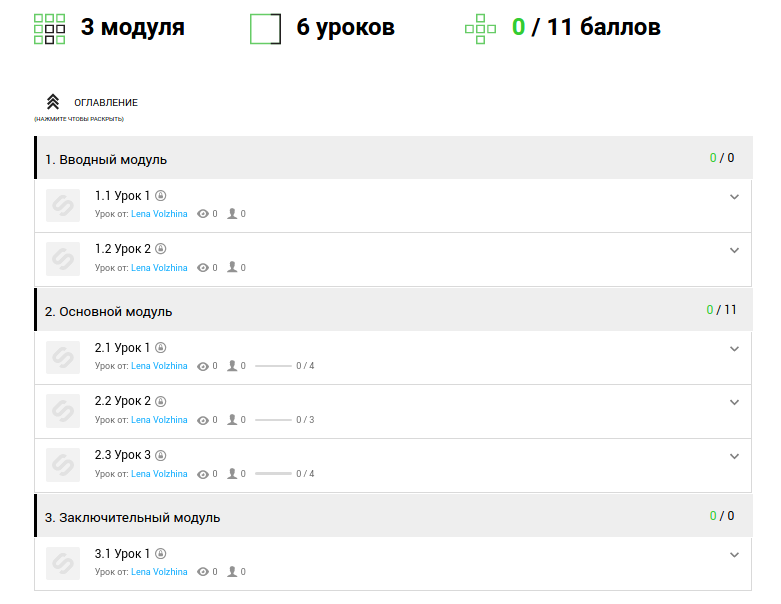 3 модуля 6 уроков 0 / 11 баллов
ОГЛАВЛЕНИЕ
(НАЖМИТЕ ЧТОБЫ РАСКРЫТЬ)
1. Вводный модуль 0 / 0
1.1 Урок 1
Урок от: Lena Volzhina 0 0
1.2 Урок 2
Урок от: Lena Volzhina 0 0
2. Основной модуль 0 / 11
2.1 Урок 1
Урок от: Lena Volzhina 0 0 0 / 4
2.2 Урок 2
Урок от: Lena Volzhina 0 0 0 / 3
2.3 Урок 3
Урок от: Lena Volzhina 0 0 0 / 4
3. Заключительный модуль 0 / 0
3.1 Урок 1
Урок от: Lena Volzhina 0 0